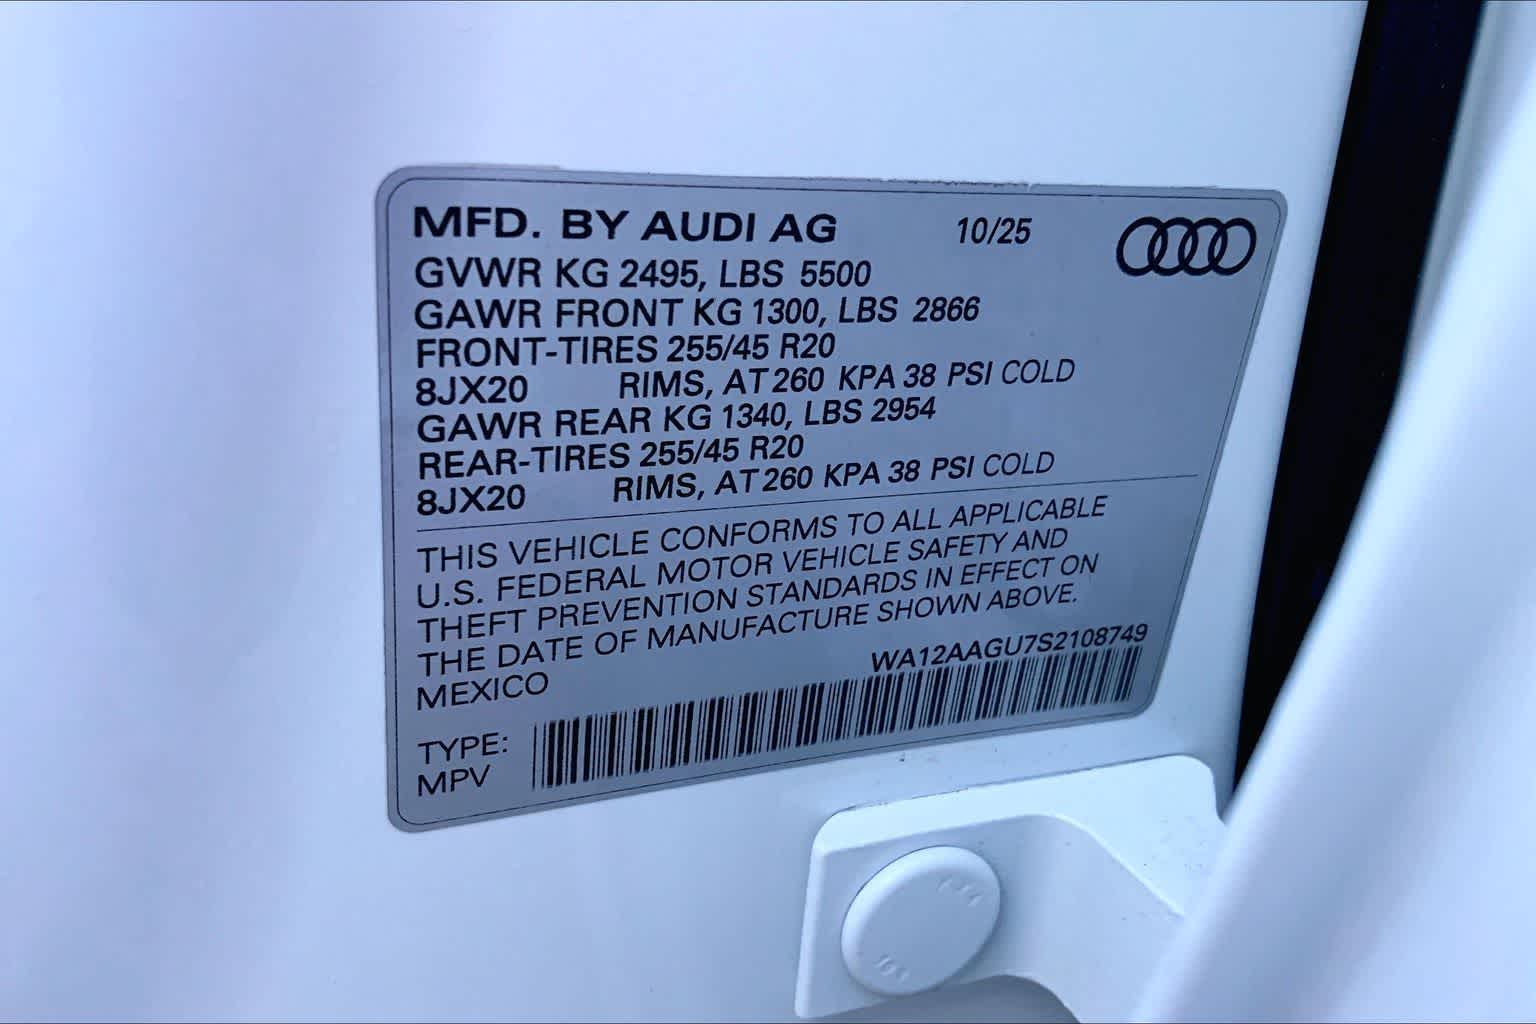 MFD. BY AUDI AG 10/25
GVWR KG 2495, LBS 5500
GAWR FRONT KG 1300, LBS 2866
FRONT-TIRES 255/45 R20
8JX20 RIMS, AT 260 KPA 38 PSI COLD
GAWR REAR KG 1340, LBS 2954
REAR-TIRES 255/45 R20
8JX20 RIMS, AT 260 KPA 38 PSI COLD
THIS VEHICLE CONFORMS TO ALL APPLICABLE
U.S. FEDERAL MOTOR VEHICLE SAFETY AND
THEFT PREVENTION STANDARDS IN EFFECT ON
THE DATE OF MANUFACTURE SHOWN ABOVE.
MEXICO
WA12AAGU7S2108749
TYPE:
MPV